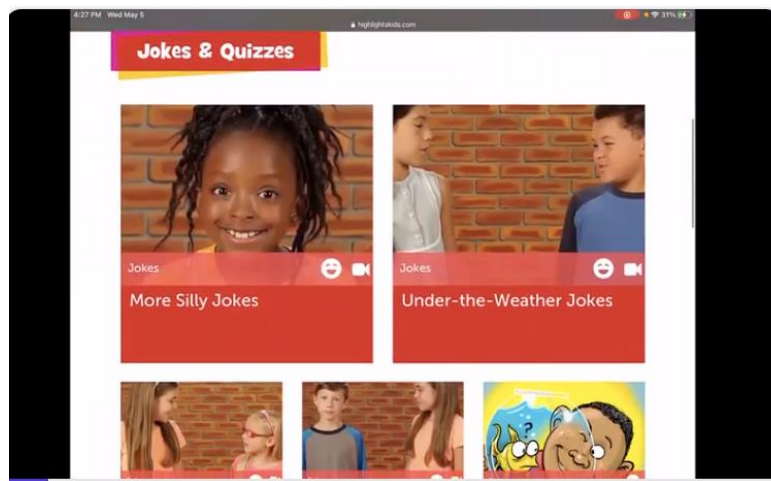 4:27 PM Wed May 5
highlightskids.com
31%
Jokes & Quizzes
Jokes
Jokes
More Silly Jokes
Under-the-Weather Jokes
?